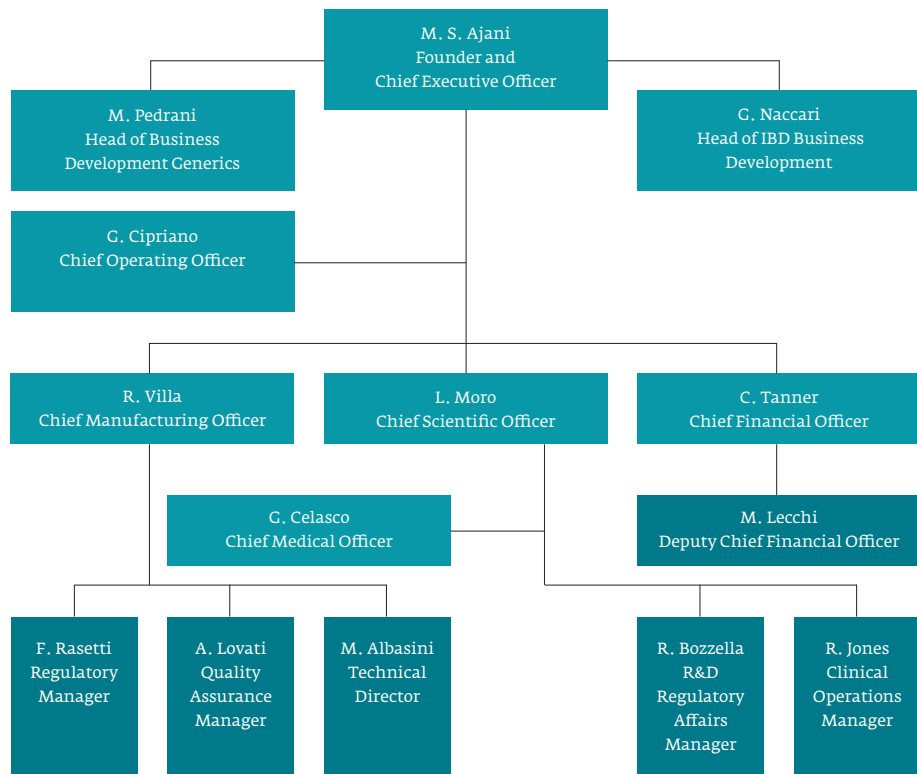 M. S. Ajani
Founder and
Chief Executive Officer
M. Pedrani
Head of Business
Development Generics
G. Naccari
Head of IBD Business
Development
G. Cipriano
Chief Operating Officer
R. Villa
Chief Manufacturing Officer
L. Moro
Chief Scientific Officer
C. Tanner
Chief Financial Officer
G. Celasco
Chief Medical Officer
M. Lecchi
Deputy Chief Financial Officer
F. Rasetti
Regulatory
Manager
A. Lovati
Quality
Assurance
Manager
M. Albasini
Technical
Director
R. Bozzella
R&D
Regulatory
Affairs
Manager
R. Jones
Clinical
Operations
Manager